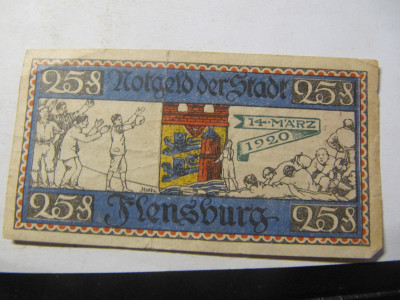 25₰ Notgeld der Stadt 25₰
14·MÄRZ
1920
25₰ Flensburg 25₰